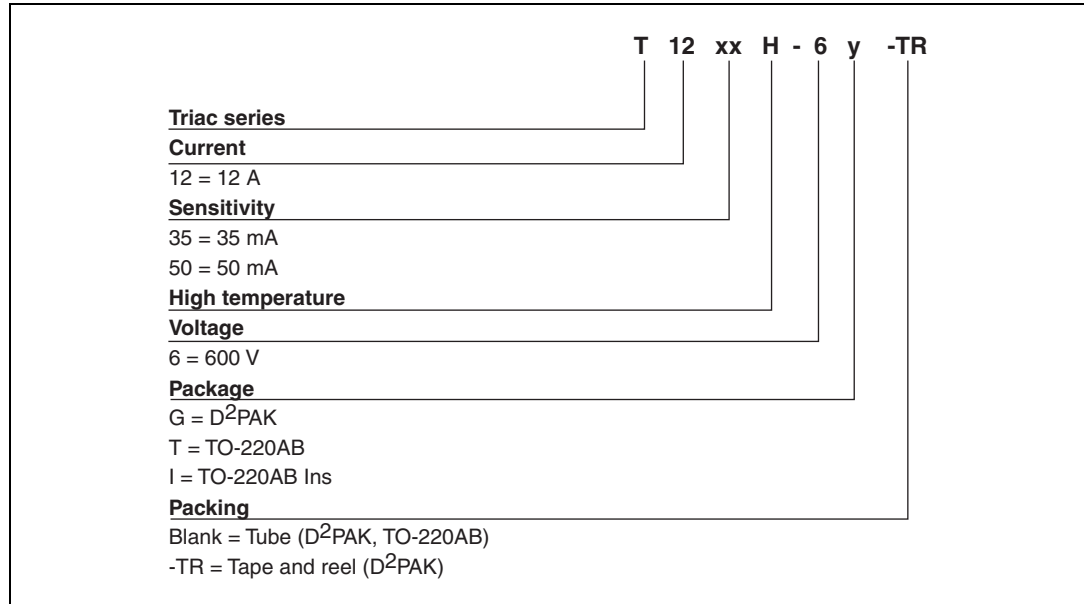 T 12 xx H - 6 y -TR
Triac series
Current
12 = 12 A
Sensitivity
35 = 35 mA
50 = 50 mA
High temperature
Voltage
6 = 600 V
Package
G = D²PAK
T = TO-220AB
I = TO-220AB Ins
Packing
Blank = Tube (D²PAK, TO-220AB)
-TR = Tape and reel (D²PAK)